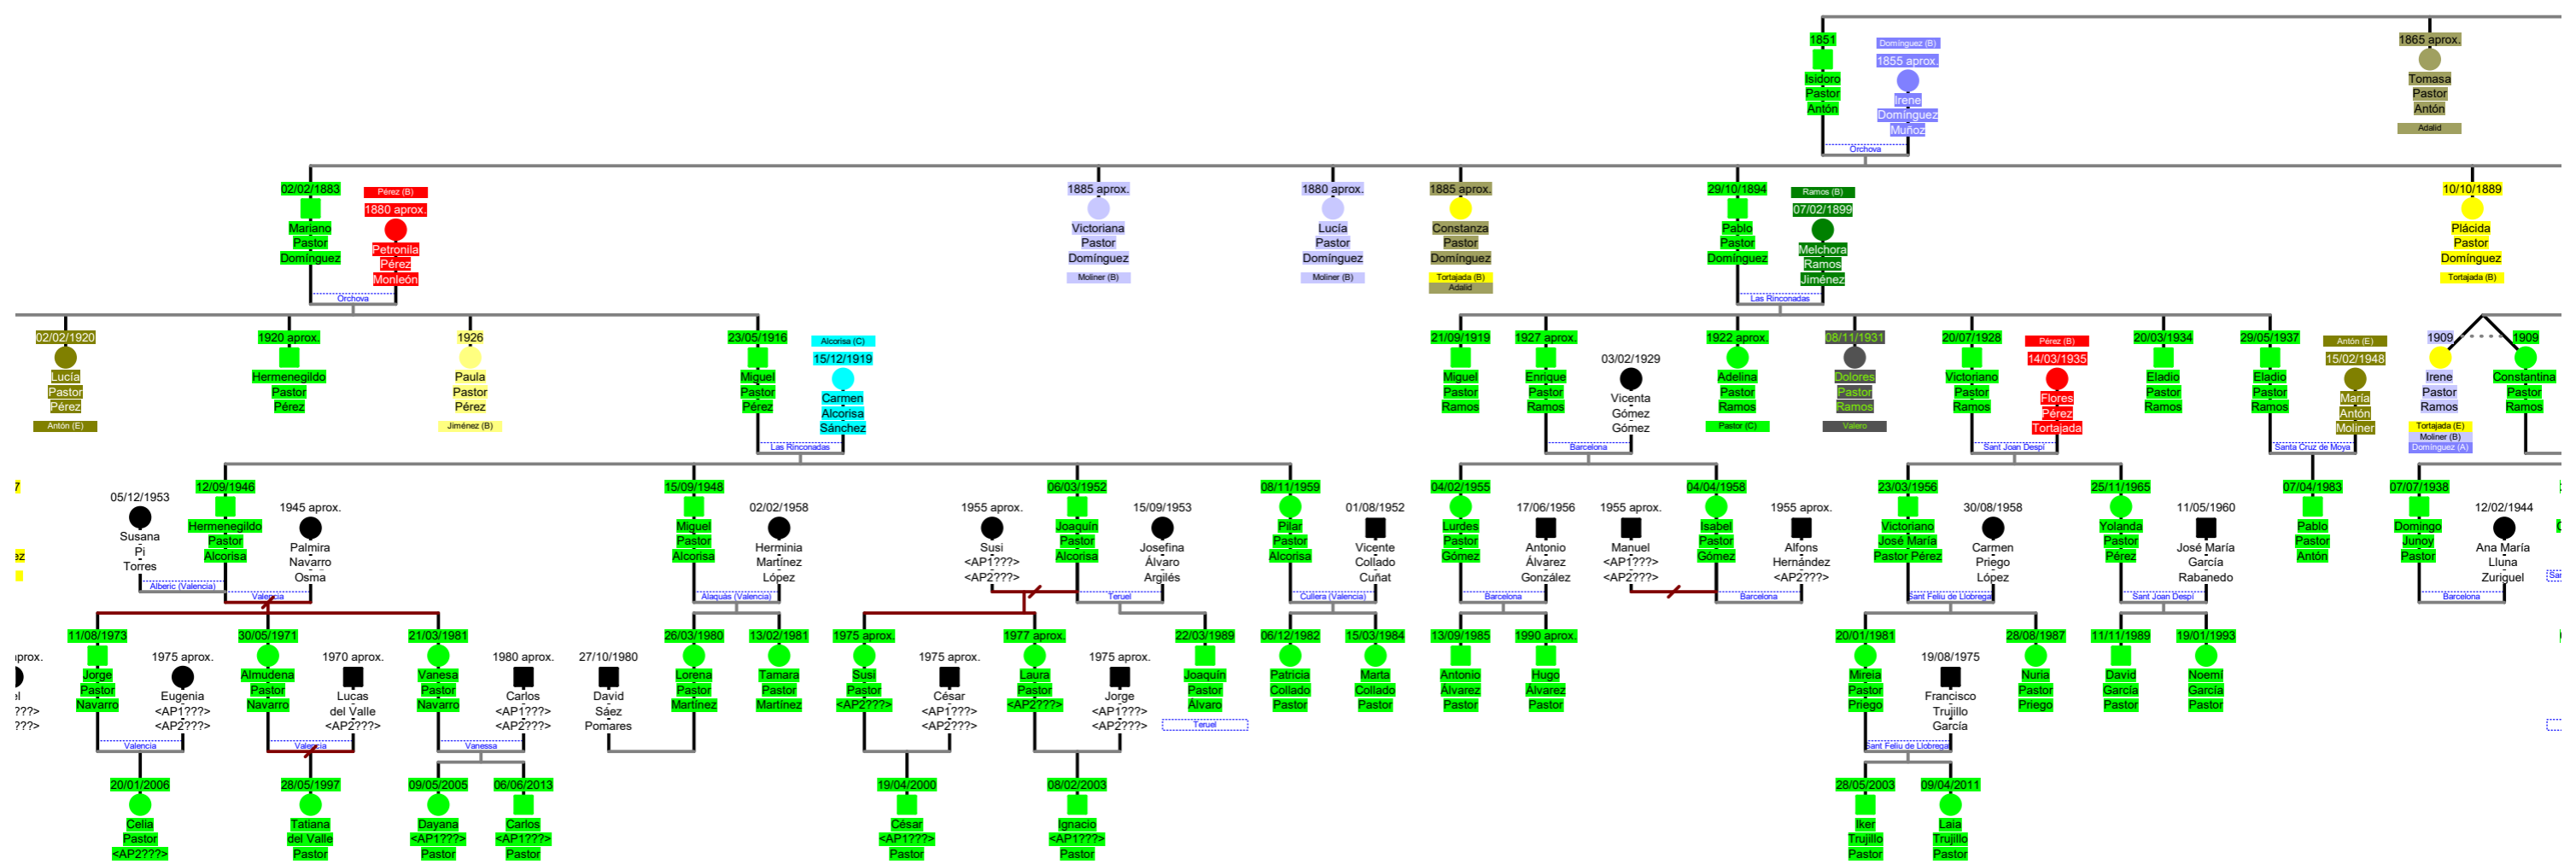 1851
Isidoro
Pastor
Antón
Domínguez (B)
1855 aprox.
Irene
Domínguez
Muñoz
Orchova
1865 aprox.
Tomasa
Pastor
Antón
Adalid
02/02/1883
Mariano
Pastor
Domínguez
Pérez (B)
1880 aprox.
Petronila
Pérez
Monleón
Orchova
1885 aprox.
Victoriana
Pastor
Domínguez
Moliner (B)
1880 aprox.
Lucía
Pastor
Domínguez
Moliner (B)
1885 aprox.
Constanza
Pastor
Domínguez
Tortajada (B)
Adalid
29/10/1894
Pablo
Pastor
Domínguez
Ramos (B)
07/02/1899
Melchora
Ramos
Jiménez
Las Rinconadas
10/10/1889
Plácida
Pastor
Domínguez
Tortajada (B)
02/02/1920
Lucía
Pastor
Pérez
Antón (E)
1920 aprox.
Hermenegildo
Pastor
Pérez
1926
Paula
Pastor
Pérez
Jiménez (B)
23/05/1916
Miguel
Pastor
Pérez
Alcorisa (C)
15/12/1919
Carmen
Alcorisa
Sánchez
Las Rinconadas
21/09/1919
Miguel
Pastor
Ramos
1927 aprox.
Enrique
Pastor
Ramos
03/02/1929
Vicenta
Gómez
Gómez
Barcelona
1922 aprox.
Adelina
Pastor
Ramos
Pastor (C)
08/11/1931
Dolores
Pastor
Ramos
Valero
20/07/1928
Victoriano
Pastor
Ramos
Pérez (B)
14/03/1935
Flores
Pérez
Tortajada
Sant Joan Despí
20/03/1934
Eladio
Pastor
Ramos
29/05/1937
Eladio
Pastor
Ramos
Antón (E)
15/02/1948
María
Antón
Moliner
Santa Cruz de Moya
1909
Irene
Pastor
Ramos
Tortajada (E)
Moliner (B)
Domínguez (A)
1909
Constantina
Pastor
Ramos
7
ez
05/12/1953
Susana
Pi
Torres
Alberic (Valencia)
12/09/1946
Hermenegildo
Pastor
Alcorisa
1945 aprox.
Palmira
Navarro
Osma
Valencia
15/09/1948
Miguel
Pastor
Alcorisa
02/02/1958
Herminia
Martínez
López
Alaquàs (Valencia)
1955 aprox.
Susi
<AP1???>
<AP2???>
06/03/1952
Joaquín
Pastor
Alcorisa
15/09/1953
Josefina
Álvaro
Argilés
Teruel
08/11/1959
Pilar
Pastor
Alcorisa
01/08/1952
Vicente
Collado
Cuñat
Cullera (Valencia)
04/02/1955
Lurdes
Pastor
Gómez
17/06/1956
Antonio
Álvarez
González
Barcelona
1955 aprox.
Manuel
<AP1???>
<AP2???>
04/04/1958
Isabel
Pastor
Gómez
1955 aprox.
Alfons
Hernández
<AP2???>
Barcelona
23/03/1956
Victoriano
José María
Pastor Pérez
30/08/1958
Carmen
Priego
López
Sant Feliu de Llobrega
25/11/1965
Yolanda
Pastor
Pérez
11/05/1960
José María
García
Rabanedo
Sant Joan Despí
07/04/1983
Pablo
Pastor
Antón
07/07/1938
Domingo
Junoy
Pastor
12/02/1944
Ana María
Lluna
Zuriguel
Barcelona
San
prox.
el
???>
???>
11/08/1973
Jorge
Pastor
Navarro
1975 aprox.
Eugenia
<AP1???>
<AP2???>
Valencia
30/05/1971
Almudena
Pastor
Navarro
1970 aprox.
Lucas
del Valle
<AP2???>
Valencia
21/03/1981
Vanesa
Pastor
Navarro
1980 aprox.
Carlos
<AP1???>
<AP2???>
Vanessa
27/10/1980
David
Sáez
Pomares
26/03/1980
Lorena
Pastor
Martínez
13/02/1981
Tamara
Pastor
Martínez
1975 aprox.
Susi
Pastor
<AP2???>
1975 aprox.
César
<AP1???>
<AP2???>
1977 aprox.
Laura
Pastor
<AP2???>
1975 aprox.
Jorge
<AP1???>
<AP2???>
22/03/1989
Joaquín
Pastor
Álvaro
Teruel
06/12/1982
Patricia
Collado
Pastor
15/03/1984
Marta
Collado
Pastor
13/09/1985
Antonio
Álvarez
Pastor
1990 aprox.
Hugo
Álvarez
Pastor
20/01/1981
Mireia
Pastor
Priego
19/08/1975
Francisco
Trujillo
García
Sant Feliu de Llobrega
28/08/1987
Nuria
Pastor
Priego
11/11/1989
David
García
Pastor
19/01/1993
Noemí
García
Pastor
20/01/2006
Celia
Pastor
<AP2???>
28/05/1997
Tatiana
del Valle
Pastor
09/05/2005
Dayana
<AP1???>
Pastor
06/06/2013
Carlos
<AP1???>
Pastor
19/04/2000
César
<AP1???>
Pastor
08/02/2003
Ignacio
<AP1???>
Pastor
28/05/2003
Iker
Trujillo
Pastor
09/04/2011
Laia
Trujillo
Pastor